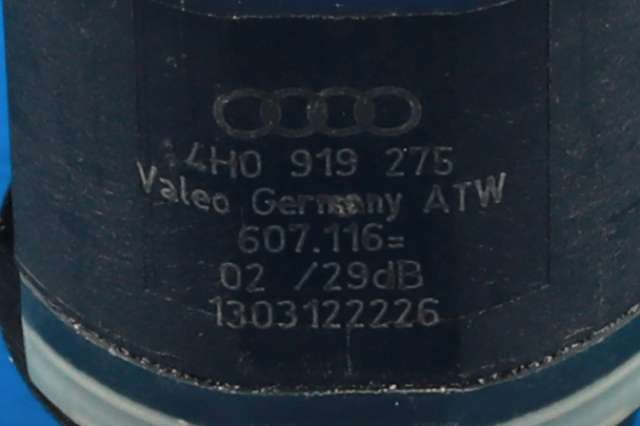 4H0 919 275
Valeo Germany ATW
607.116=
02 /29dB
1303122226